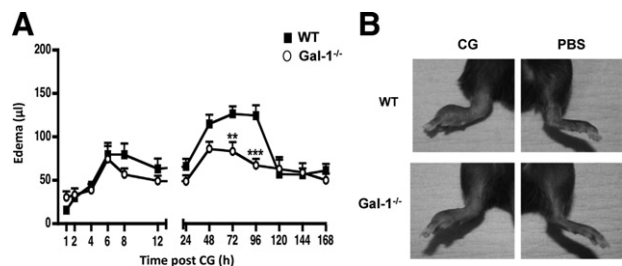 A
WT
Gal-1-/-
Edema (µl)
200
150
100
50
0
**
***
1 2 4 6 8 12 24 48 72 96 120 144 168
Time post CG (h)
B
CG PBS
WT
Gal-1-/-